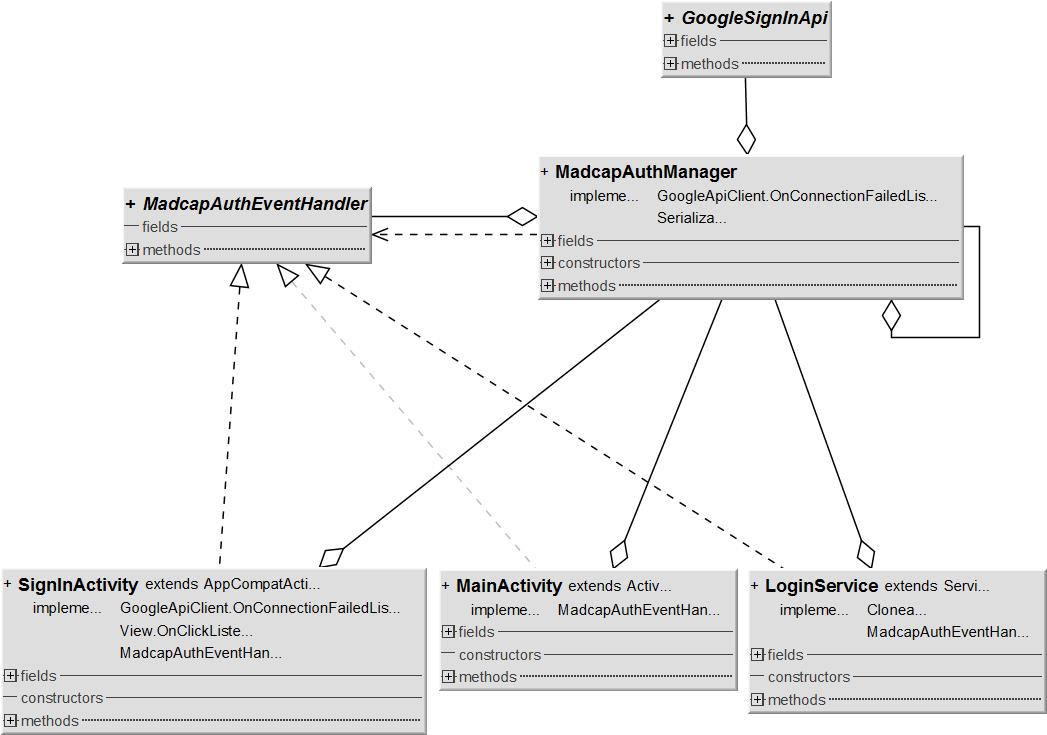 + GoogleSignInApi
fields
methods
+ MadcapAuthManager
impleme... GoogleApiClient.OnConnectionFailedLis...
Serializa...
fields
constructors
methods
+ MadcapAuthEventHandler
fields
methods
+ SignInActivity extends AppCompatActi...
impleme... GoogleApiClient.OnConnectionFailedLis...
View.OnClickListe...
MadcapAuthEventHan...
fields
constructors
methods
+ MainActivity extends Activ...
impleme... MadcapAuthEventHan...
fields
constructors
methods
+ LoginService extends Servi...
impleme... Clonea...
MadcapAuthEventHan...
fields
constructors
methods